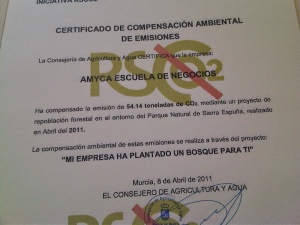 INICIATIVA RSCO2
CERTIFICADO DE COMPENSACIÓN AMBIENTAL
DE EMISIONES
La Consejería de Agricultura y Agua CERTIFICA que la empresa:
AMYCA ESCUELA DE NEGOCIOS
Ha compensado la emisión de 54.14 toneladas de CO2, mediante un proyecto de
repoblación forestal en el entorno del Parque Natural de Sierra Espuña, realizado
en Abril del 2011.
La compensación ambiental de estas emisiones se realiza a través del proyecto:
"MI EMPRESA HA PLANTADO UN BOSQUE PARA TI"
Murcia, 8 de Abril de 2011
EL CONSEJERO DE AGRICULTURA Y AGUA